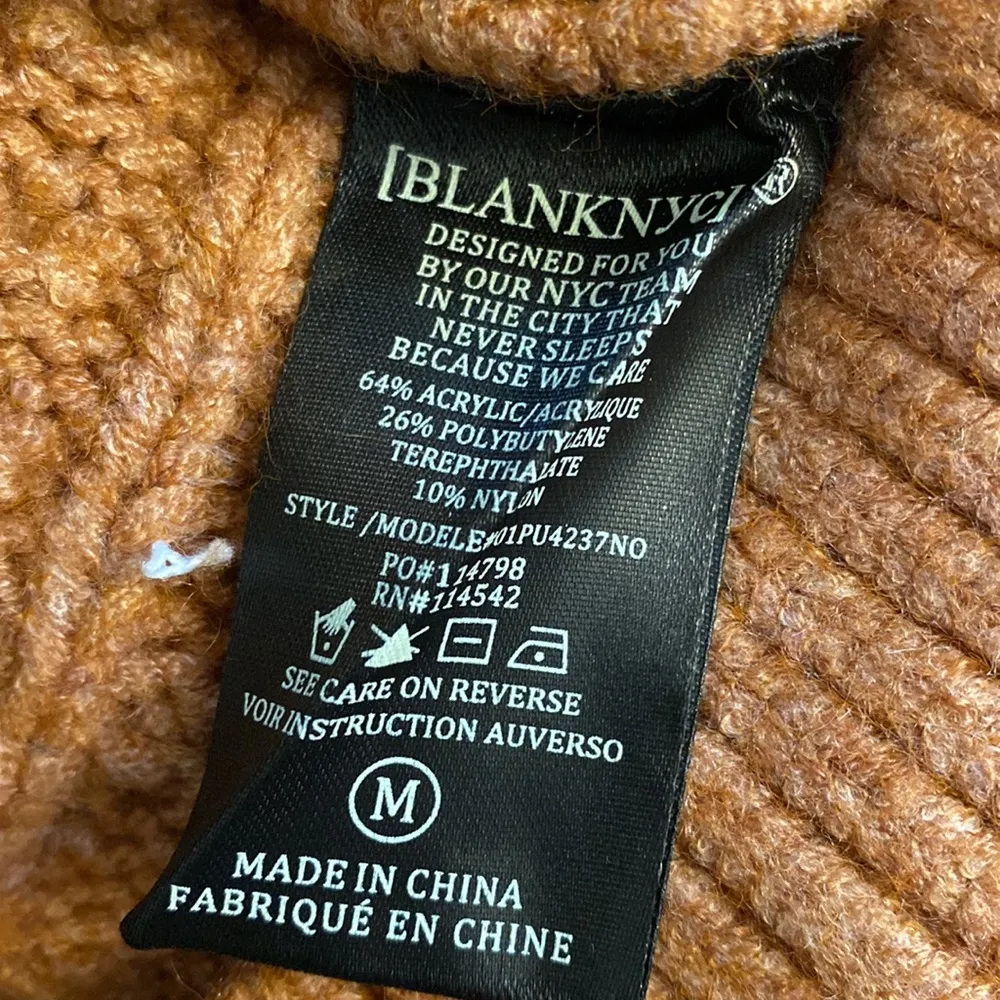 [BLANKNYC]®
DESIGNED FOR YOU
BY OUR NYC TEAM
IN THE CITY THAT
NEVER SLEEPS
BECAUSE WE CARE
64% ACRYLIC/ACRYLIQUE
26% POLYBUTYLENE
TEREPHTHALATE
10% NYLON
STYLE /MODELE#01PU4237NO
PO#114798
RN#114542
SEE CARE ON REVERSE
VOIR INSTRUCTION AUVERSO
M
MADE IN CHINA
FABRIQUÉ EN CHINE